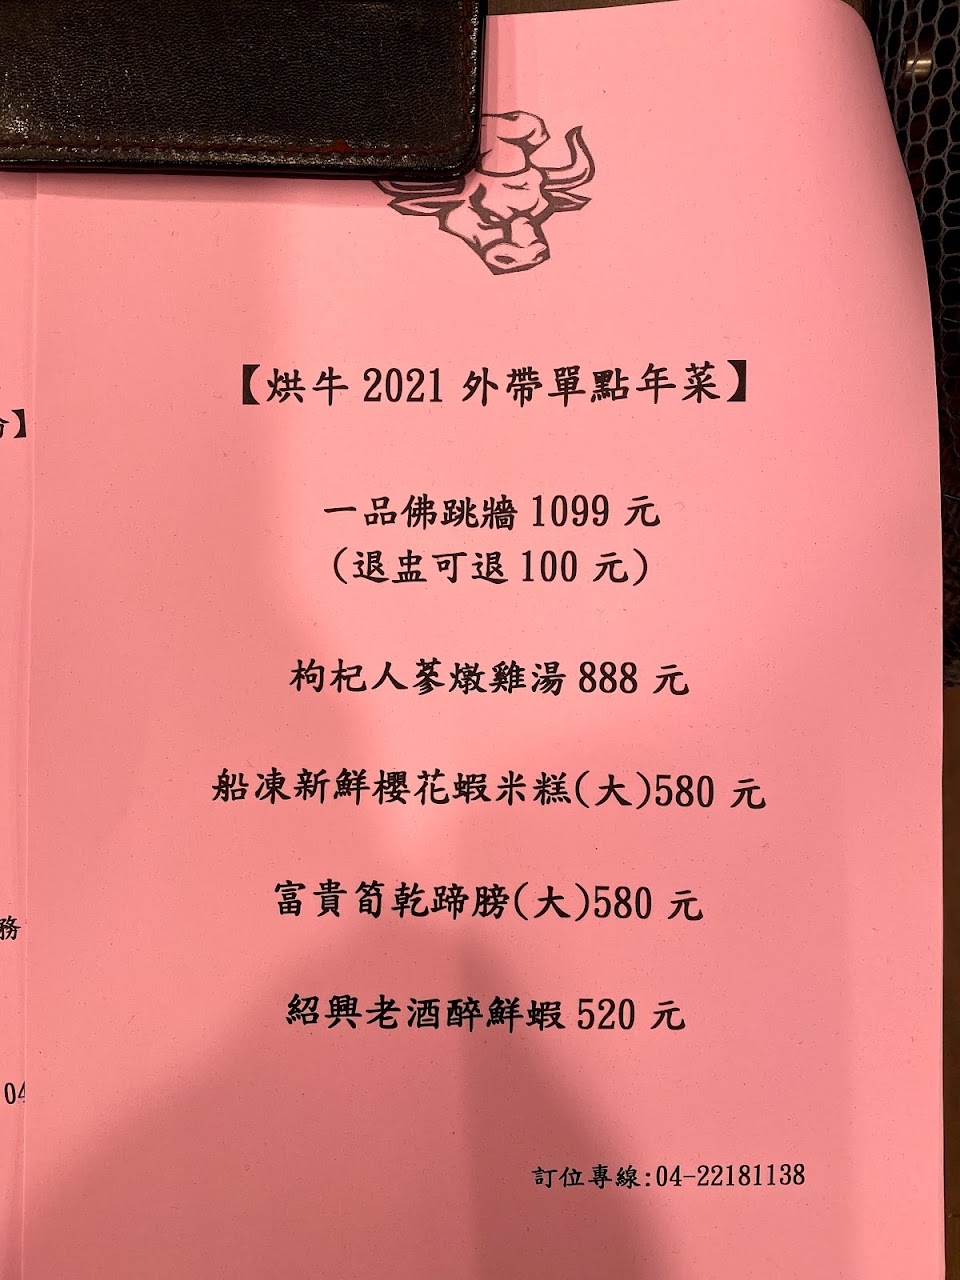 【烘牛 2021 外帶單點年菜】
一品佛跳牆 1099 元
(退盅可退 100 元)
枸杞人蔘燉雞湯 888 元
船凍新鮮櫻花蝦米糕(大)580 元
富貴筍乾蹄膀(大)580 元
紹興老酒醉鮮蝦 520 元
訂位專線:04-22181138
】
務
04